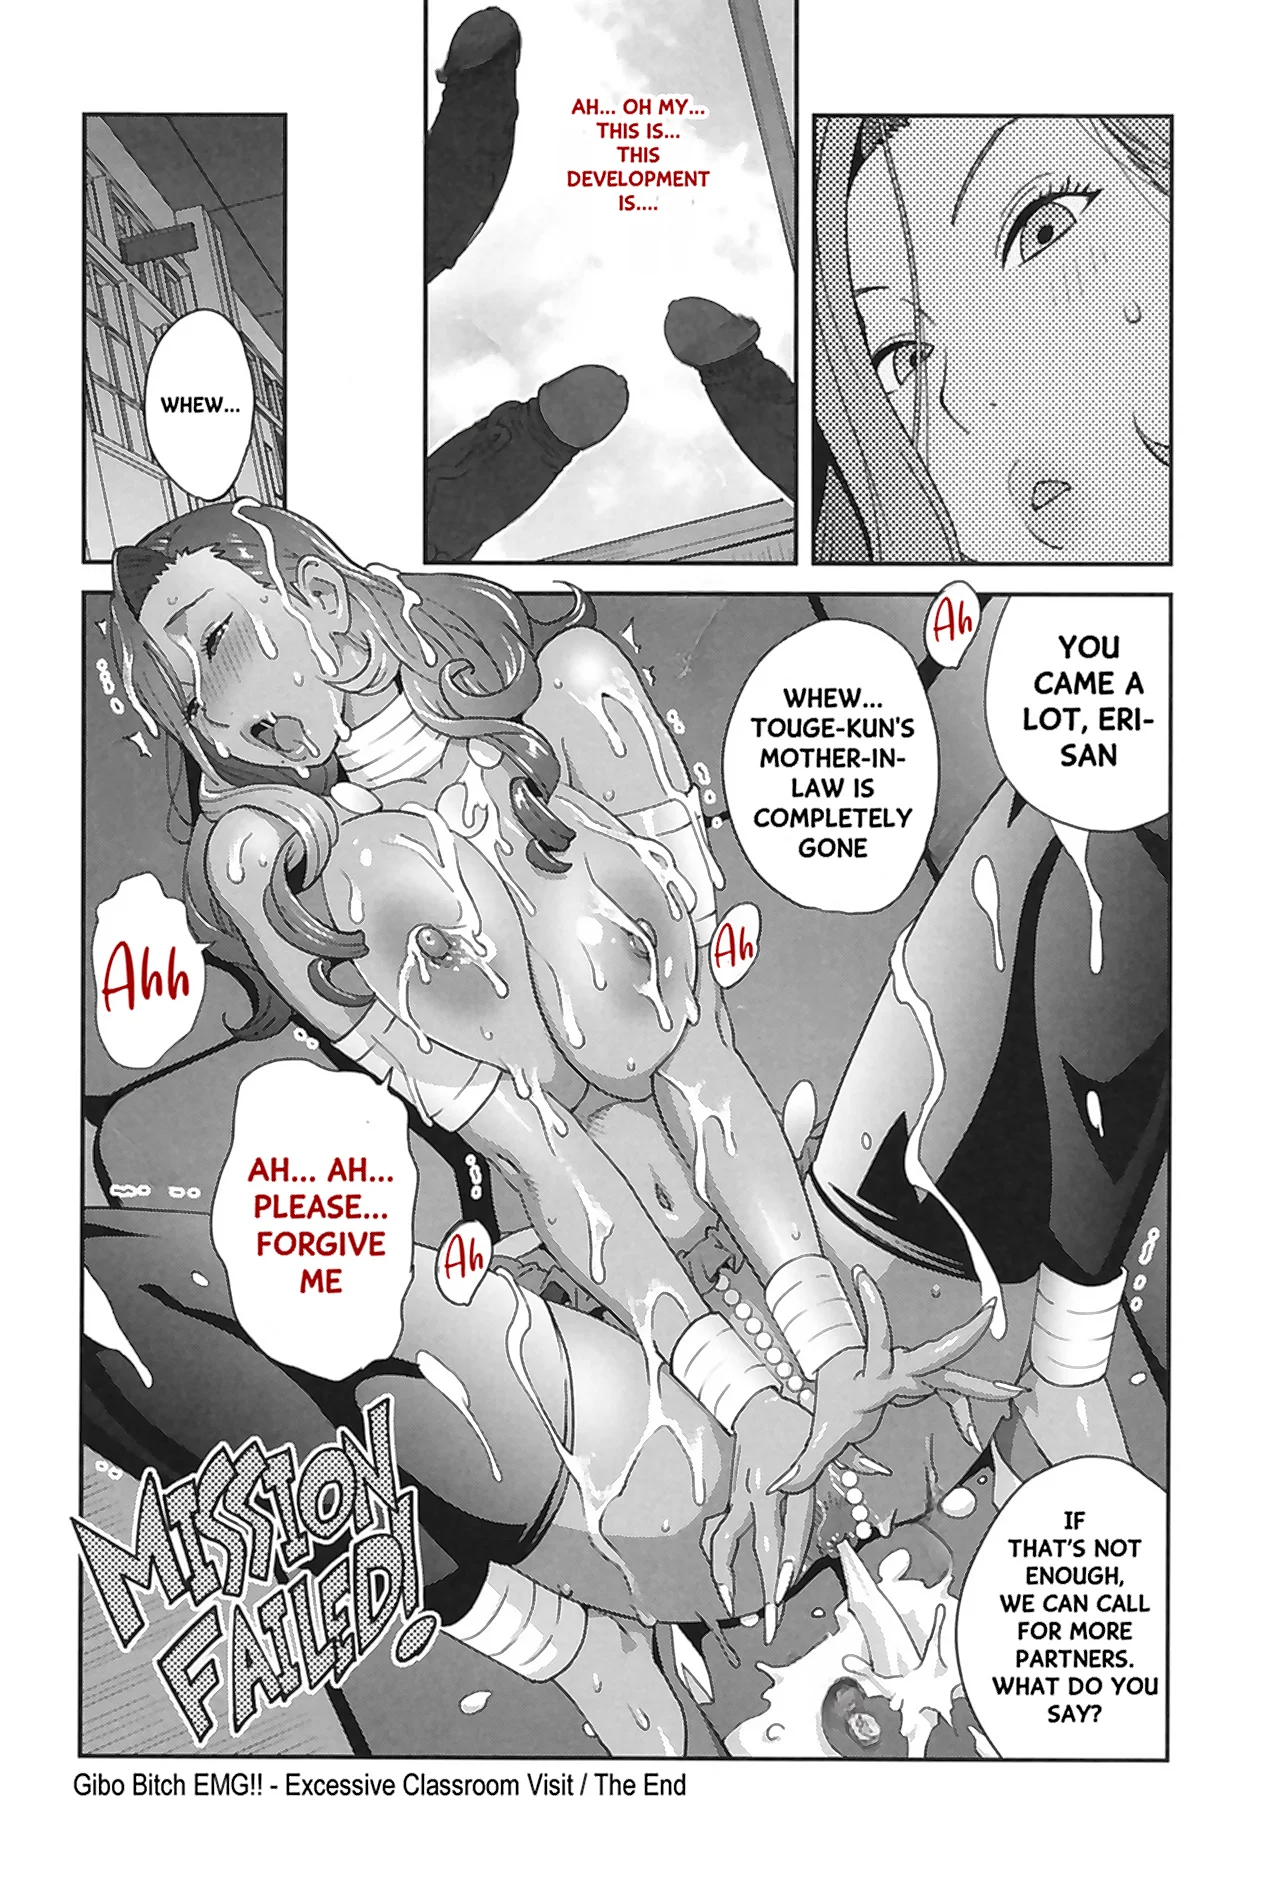 AH... OH MY...
THIS IS...
THIS
DEVELOPMENT
IS....
WHEW...
YOU
CAME A
LOT, ERI-
SAN
Ah
WHEW...
TOUGE-KUN'S
MOTHER-IN-
LAW IS
COMPLETELY
GONE
Ah
Ahh
AH... AH...
PLEASE...
FORGIVE
ME
Ah
IF
THAT'S NOT
ENOUGH,
WE CAN CALL
FOR MORE
PARTNERS.
WHAT DO YOU
SAY?
MISSION
FAILED!
Gibo Bitch EMG!! - Excessive Classroom Visit / The End